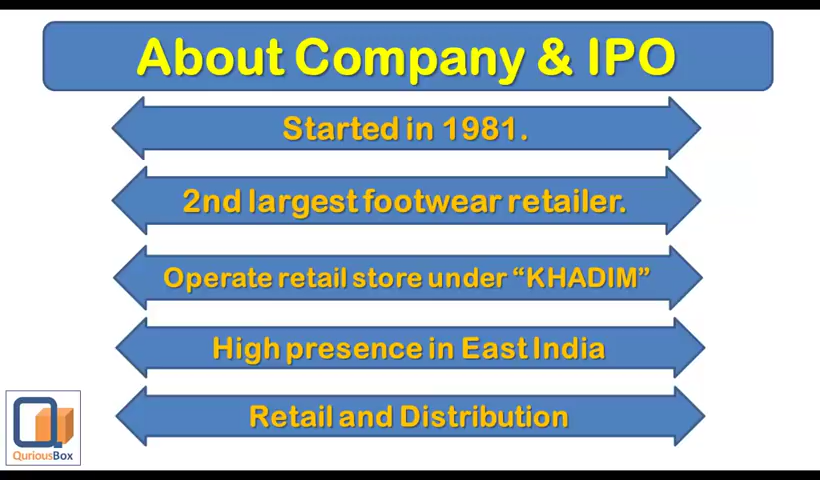 About Company & IPO
Started in 1981.
2nd largest footwear retailer.
Operate retail store under “KHADIM”
High presence in East India
Retail and Distribution
QuriousBox